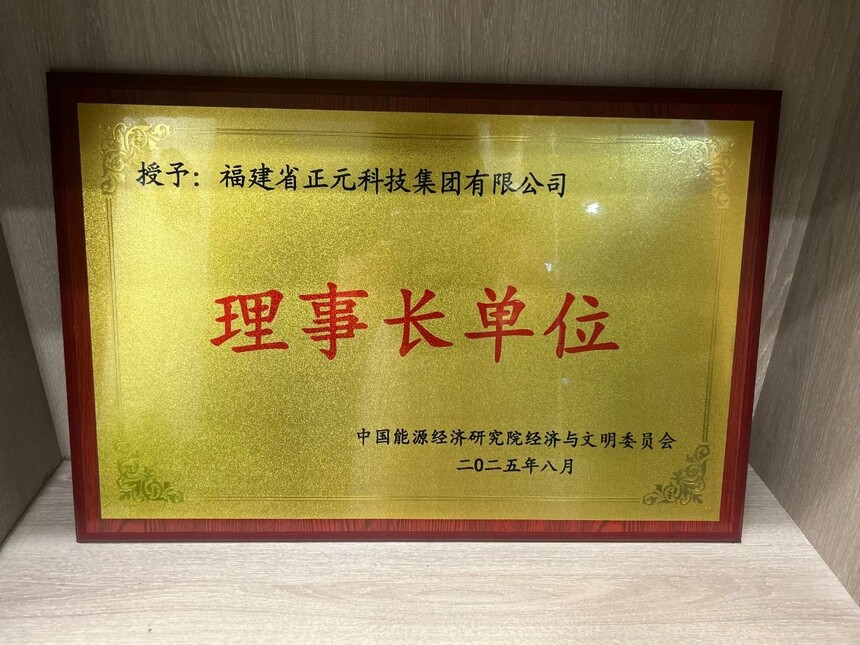 授予：福建省正元科技集团有限公司
理事长单位
中国能源经济研究院经济与文明委员会
二0二五年八月